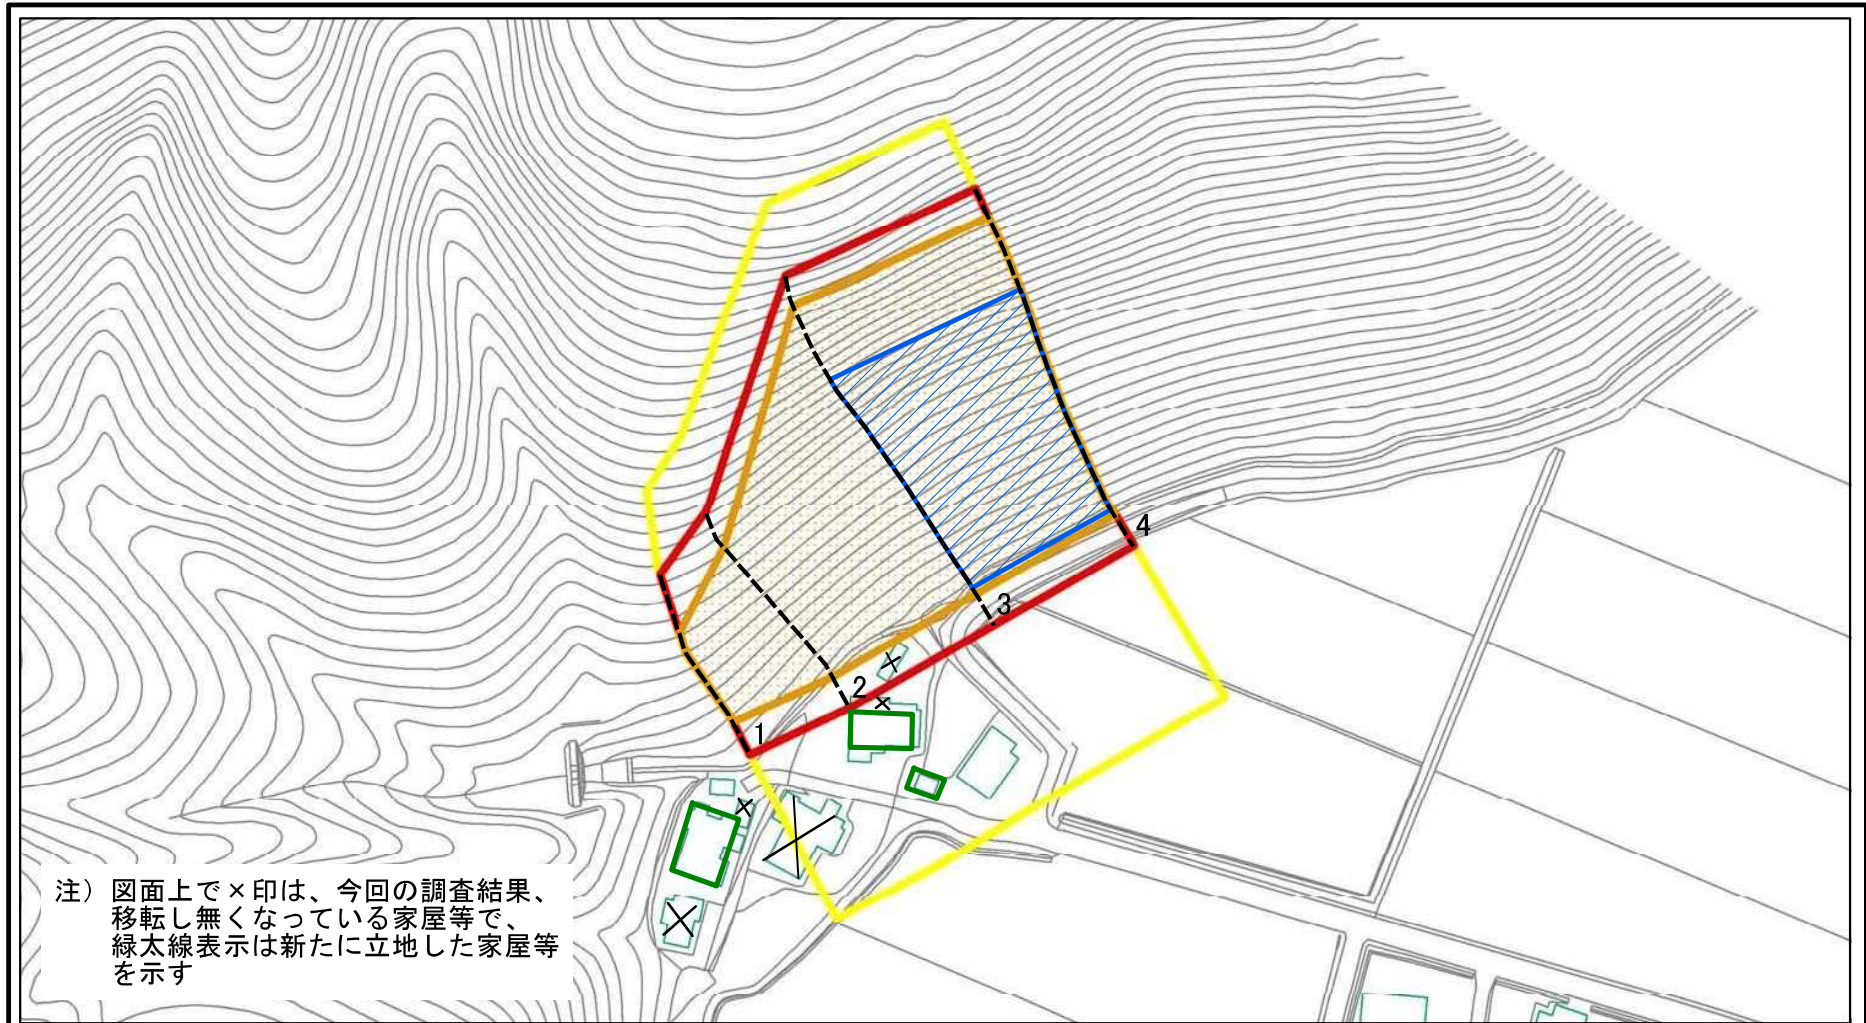 4
3
2
1
注）図面上で×印は、今回の調査結果、
移転し無くなっている家屋等で、
緑太線表示は新たに立地した家屋等
を示す